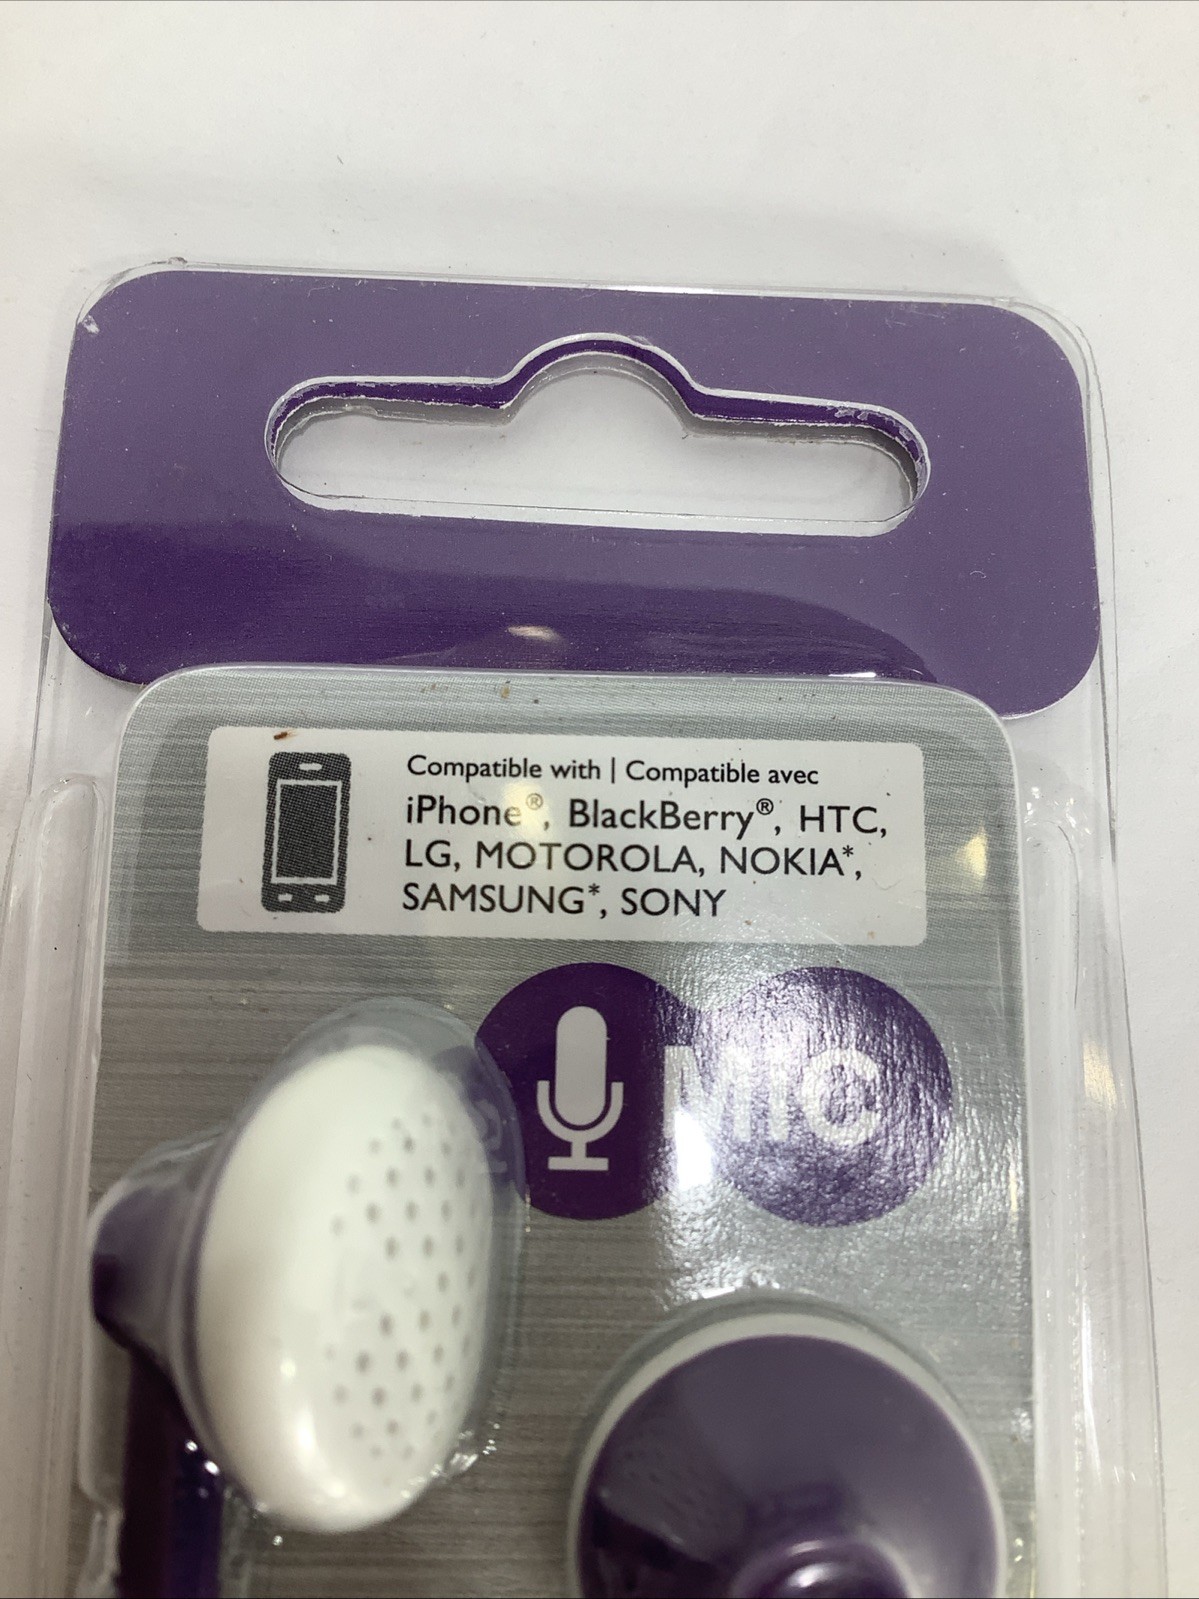 Compatible with | Compatible avec
iPhone®, BlackBerry®, HTC,
LG, MOTOROLA, NOKIA*,
SAMSUNG*, SONY
MIC